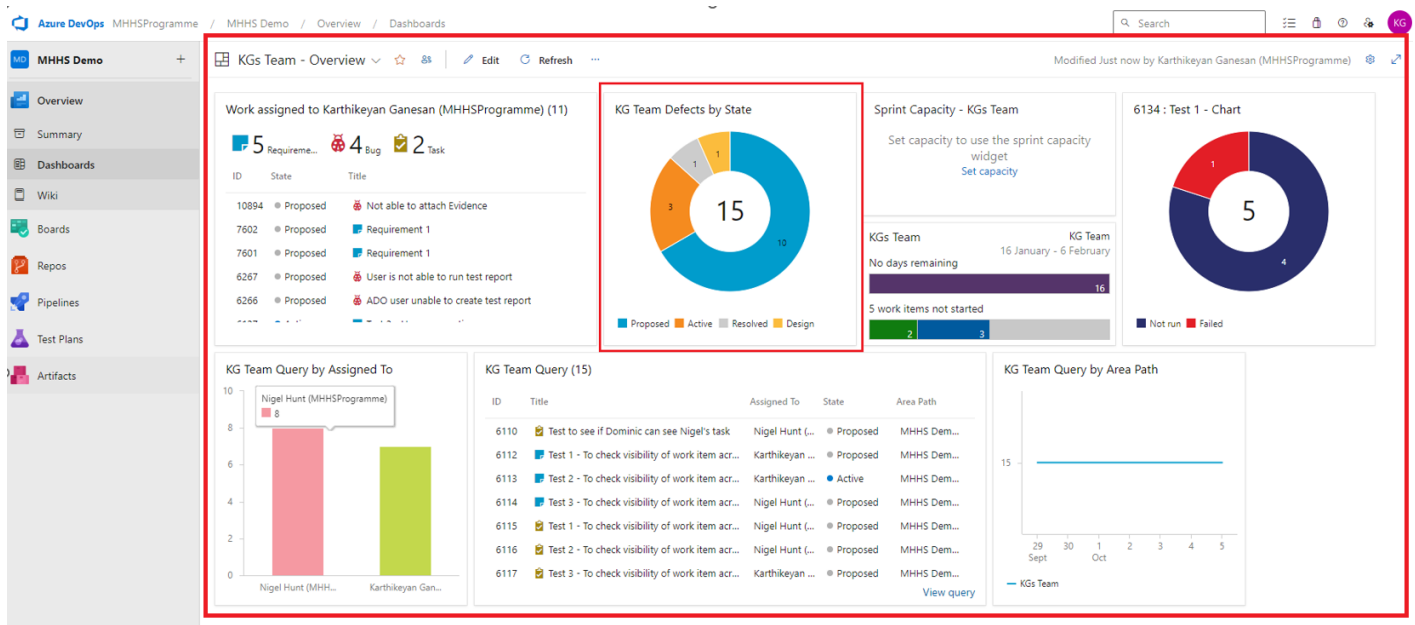 Azure DevOps MHHSProgramme / MHHS Demo / Overview / Dashboards
Search
KG
MD MHHS Demo +
Overview
Summary
Dashboards
Wiki
Boards
Repos
Pipelines
Test Plans
Artifacts
KGs Team - Overview
Edit
Refresh
...
Modified Just now by Karthikeyan Ganesan (MHHSProgramme)
Work assigned to Karthikeyan Ganesan (MHHSProgramme) (11)
5 Requireme... 4 Bug 2 Task
ID State Title
10894 Proposed Not able to attach Evidence
7602 Proposed Requirement 1
7601 Proposed Requirement 1
6267 Proposed User is not able to run test report
6266 Proposed ADO user unable to create test report
KG Team Defects by State
1
1
3
15
10
Proposed Active Resolved Design
Sprint Capacity - KGs Team
Set capacity to use the sprint capacity
widget
Set capacity
KGs Team KG Team
16 January - 6 February
No days remaining
16
5 work items not started
2 3
6134 : Test 1 - Chart
1
5
4
Not run Failed
KG Team Query by Assigned To
10
Nigel Hunt (MHHSProgramme)
8
8
6
4
2
0
Nigel Hunt (MHH... Karthikeyan Gan...
KG Team Query (15)
ID Title Assigned To State Area Path
6110 Test to see if Dominic can see Nigel's task Nigel Hunt (... Proposed MHHS Dem...
6112 Test 1 - To check visibility of work item acr... Karthikeyan ... Proposed MHHS Dem...
6113 Test 2 - To check visibility of work item acr... Karthikeyan ... Active MHHS Dem...
6114 Test 3 - To check visibility of work item acr... Nigel Hunt (... Proposed MHHS Dem...
6115 Test 1 - To check visibility of work item acr... Nigel Hunt (... Proposed MHHS Dem...
6116 Test 2 - To check visibility of work item acr... Nigel Hunt (... Proposed MHHS Dem...
6117 Test 3 - To check visibility of work item acr... Karthikeyan ... Proposed MHHS Dem...
View query
KG Team Query by Area Path
15
29 30 1 2 3 4 5
Sept Oct
KGs Team